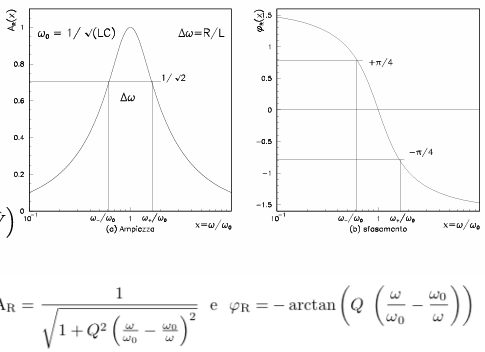 A_R(x)
ω₀ = 1/ √(LC)
Δω=R/L
1/ √2
Δω
1
0.8
0.6
0.4
0.2
0
10⁻¹
ω₋/ω₀
1
ω₊/ω₀
x=ω/ω₀
(a) Ampiezza
φ_R(x)
+π/4
-π/4
1.5
1
0.5
0
-0.5
-1
-1.5
10⁻¹
ω₋/ω₀
1
ω₊/ω₀
x=ω/ω₀
(b) sfasamento
A_R = 1 / √(1 + Q² (ω/ω₀ − ω₀/ω)²) e φ_R = − arctan (Q (ω/ω₀ − ω₀/ω))